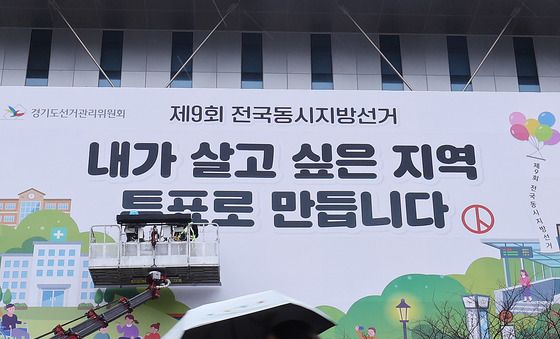 경기도선거관리위원회
제9회 전국동시지방선거
내가 살고 싶은 지역
투표로 만듭니다
제9회 전국동시지방선거